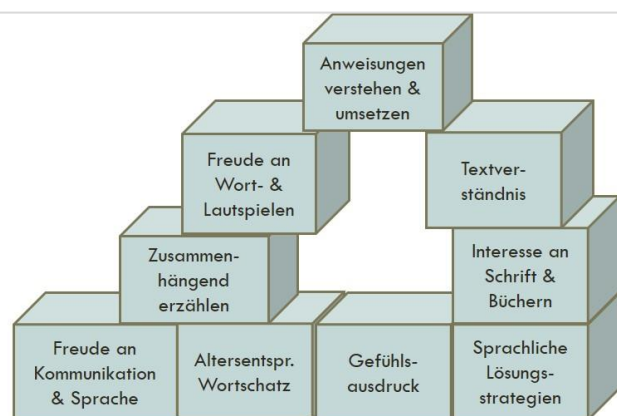 Anweisungen
verstehen &
umsetzen
Freude an
Wort- &
Lautspielen
Textver-
ständnis
Zusammen-
hängend
erzählen
Interesse an
Schrift &
Büchern
Freude an
Kommunikation
& Sprache
Altersentspr.
Wortschatz
Gefühls-
ausdruck
Sprachliche
Lösungs-
strategien